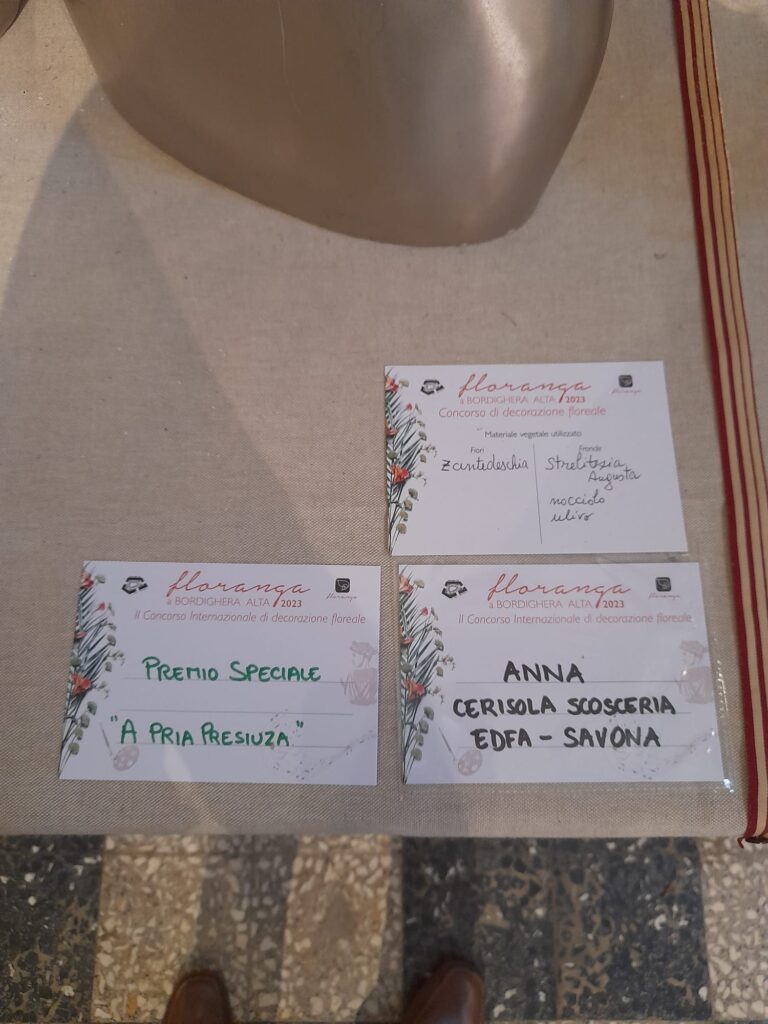 floranga
a BORDIGHERA ALTA 2023
Concorso di decorazione floreale
Materiale vegetale utilizzato
Fiori
Zantedeschia
Fronde
Strelitszia
Augusta
nocciolo
ulivo
floranga
a BORDIGHERA ALTA 2023
II Concorso Internazionale di decorazione floreale
PREMIO SPECIALE
"A PRIA PRESIUZA"
floranga
a BORDIGHERA ALTA 2023
II Concorso Internazionale di decorazione floreale
ANNA
CERISOLA SCOSCERIA
EDFA - SAVONA